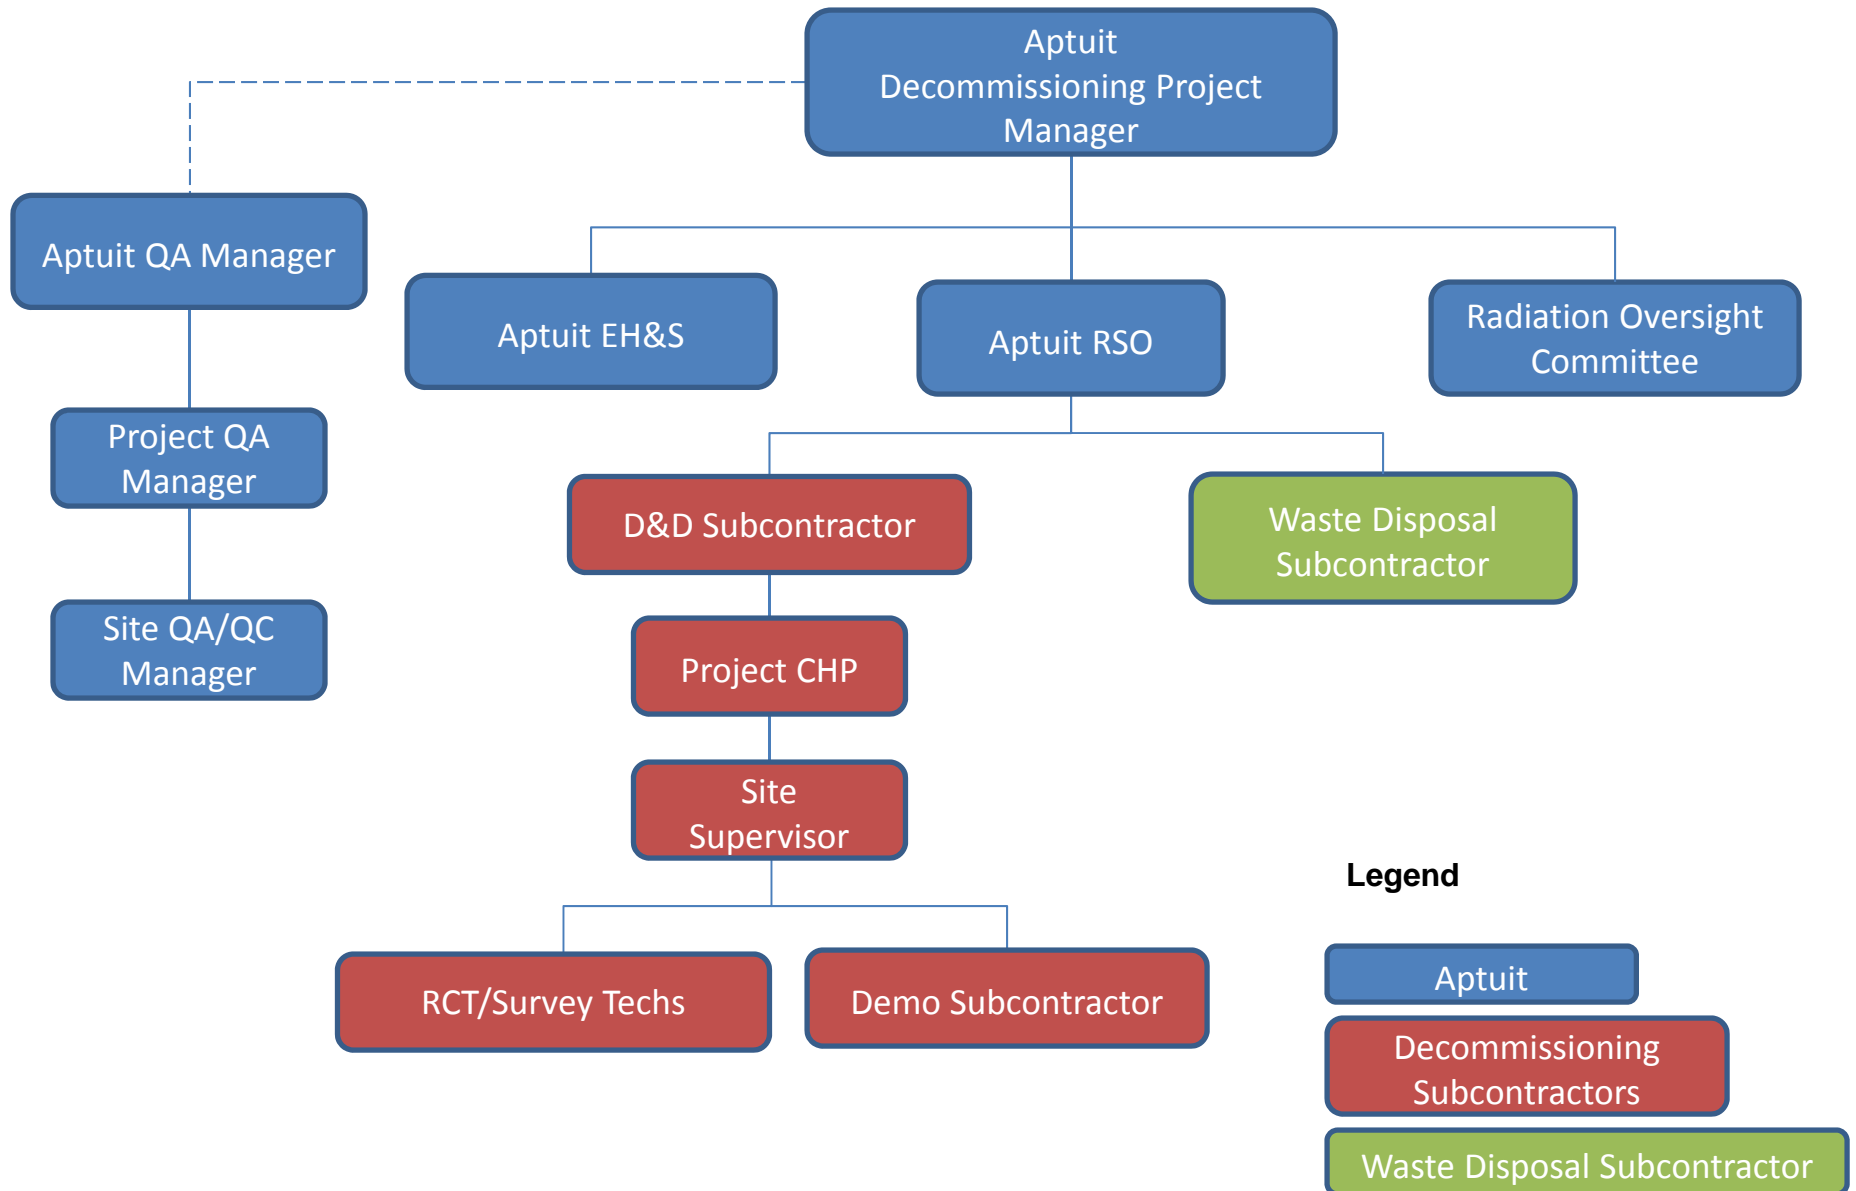 Aptuit
Decommissioning Project
Manager
Aptuit QA Manager
Aptuit EH&S
Aptuit RSO
Radiation Oversight
Committee
Project QA
Manager
D&D Subcontractor
Waste Disposal
Subcontractor
Site QA/QC
Manager
Project CHP
Site
Supervisor
RCT/Survey Techs
Demo Subcontractor
Legend
Aptuit
Decommissioning
Subcontractors
Waste Disposal Subcontractor